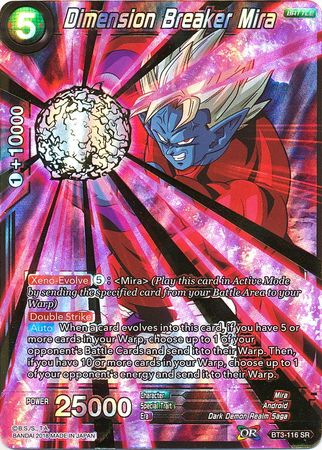 5 Dimension Breaker Mira BATTLE
1 +10000
Xeno-Evolve 5 : <Mira> (Play this card in Active Mode
by sending the specified card from your Battle Area to your
Warp)
Double Strike
Auto When a card evolves into this card, if you have 5 or
more cards in your Warp, choose up to 1 of your
opponent's Battle Cards and send it to their Warp. Then,
if you have 10 or more cards in your Warp, choose up to 1
of your opponent's energy and send it to their Warp.
POWER 25000
Character Mira
Special Trait Android
Era Dark Demon Realm Saga
©B.S./S., T.A.
BANDAI 2018 MADE IN JAPAN
BT3-116 SR